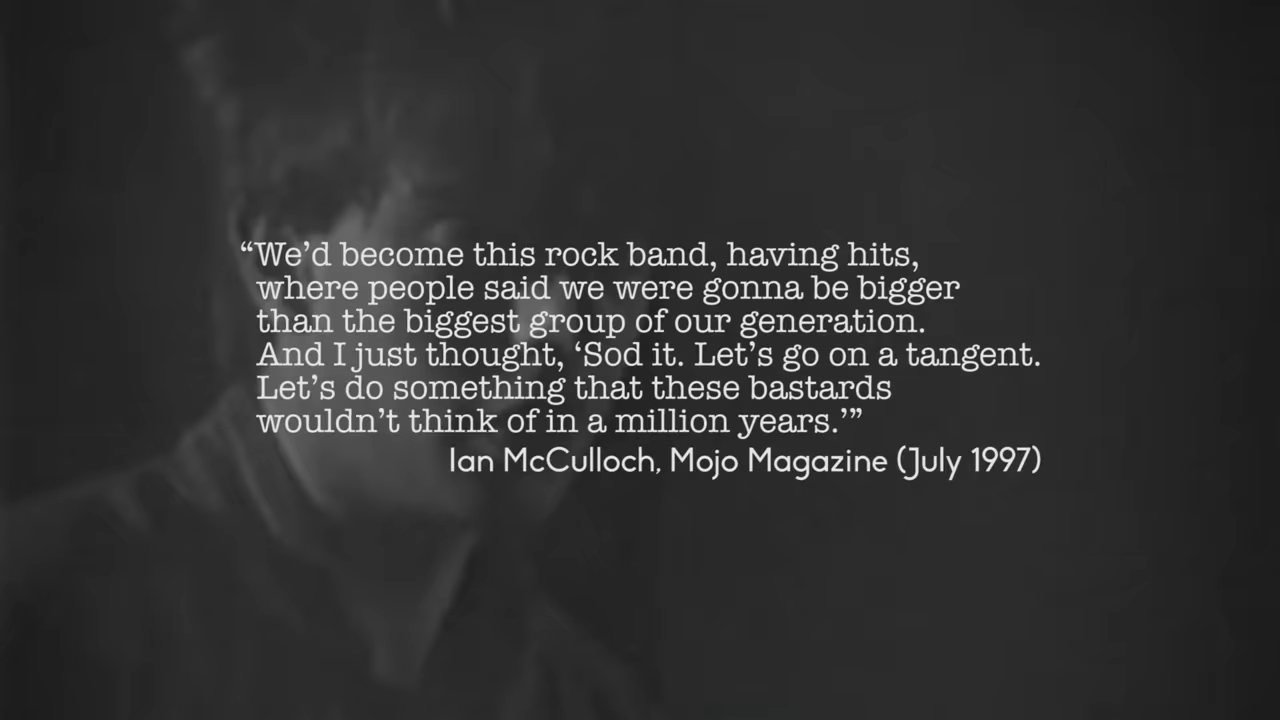 “We’d become this rock band, having hits,
where people said we were gonna be bigger
than the biggest group of our generation.
And I just thought, ‘Sod it. Let’s go on a tangent.
Let’s do something that these bastards
wouldn’t think of in a million years.’”
Ian McCulloch, Mojo Magazine (July 1997)